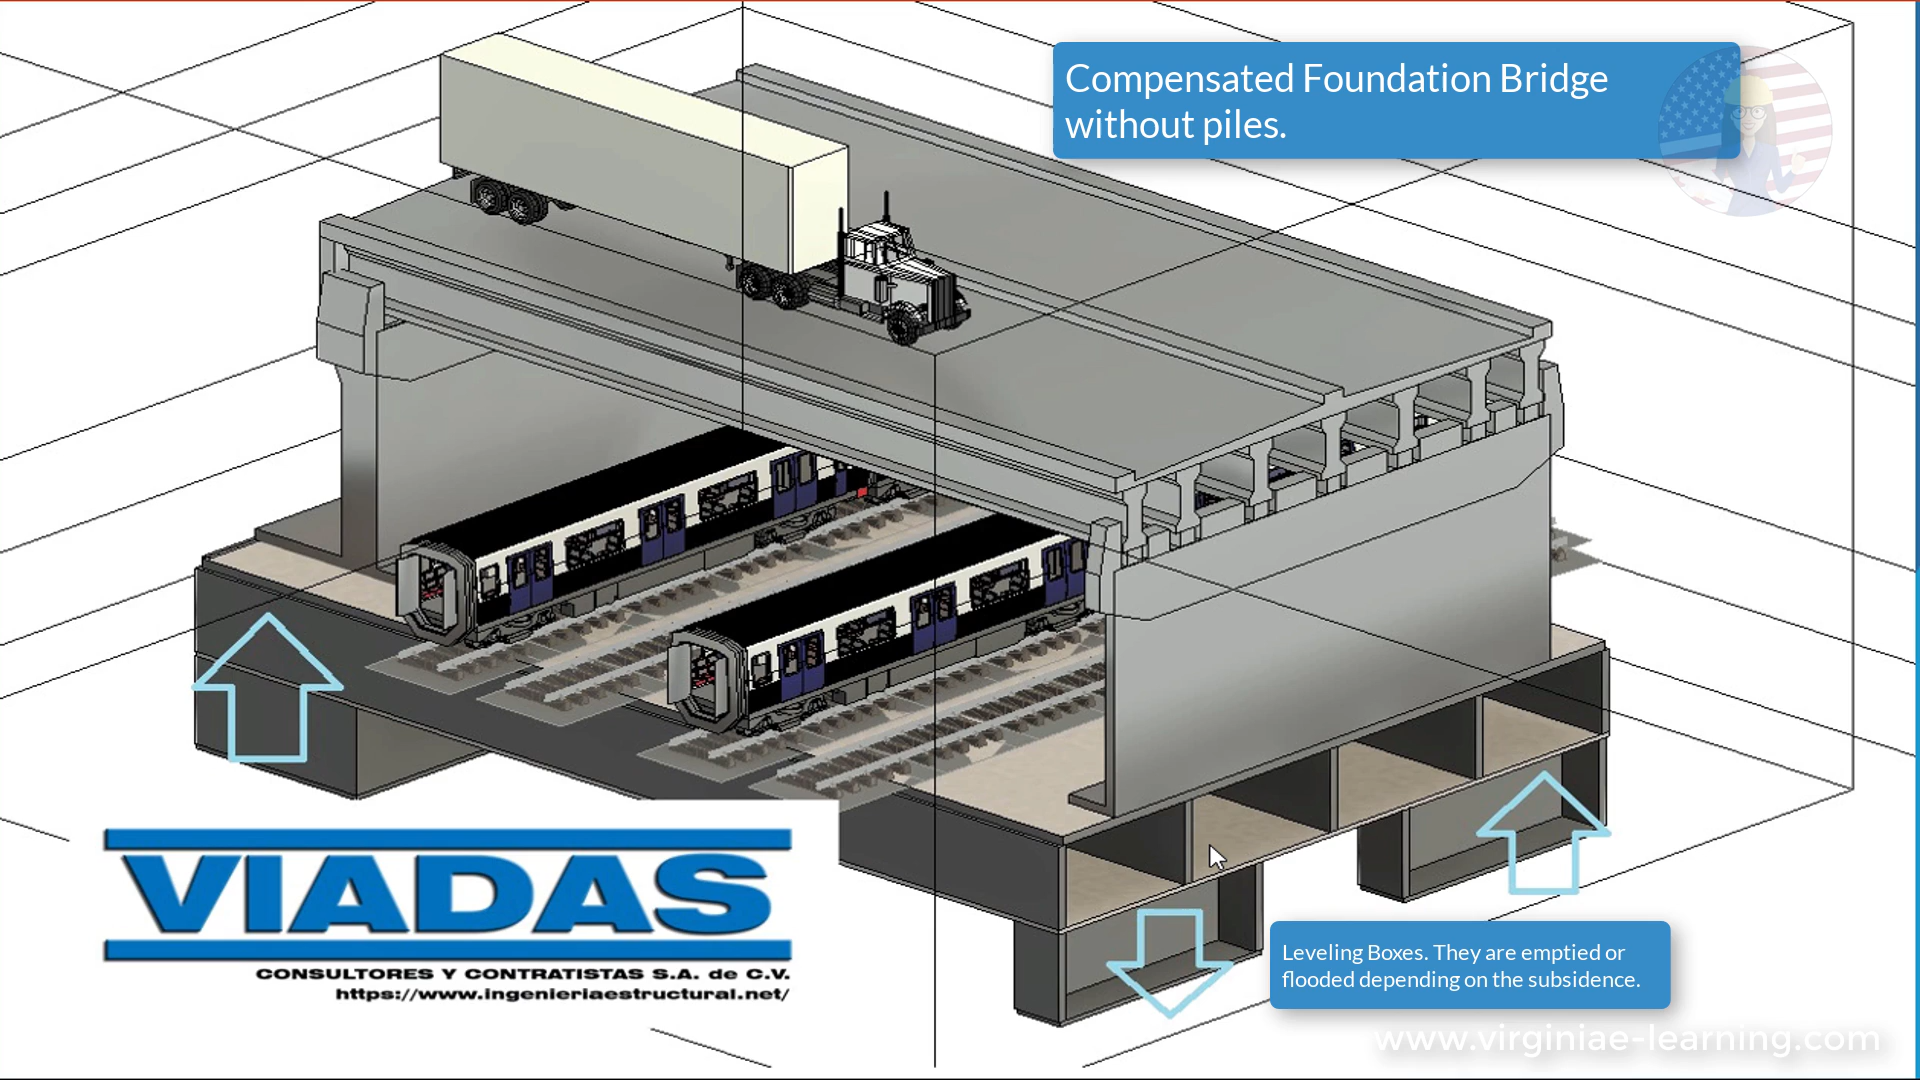 Compensated Foundation Bridge
without piles.
VIADAS
CONSULTORES Y CONTRATISTAS S.A. de C.V.
https://www.ingenieriaestructural.net/
Leveling Boxes. They are emptied or
flooded depending on the subsidence.
www.virginiae-learning.com